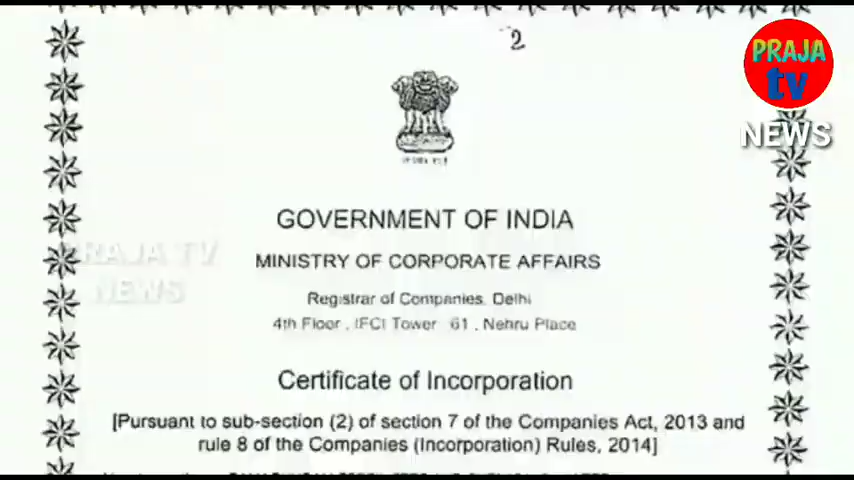 2
PRAJA
tv
NEWS
GOVERNMENT OF INDIA
MINISTRY OF CORPORATE AFFAIRS
PRAJA TV
NEWS
Registrar of Companies, Delhi
4th Floor , IFCI Tower 61 , Nehru Place
Certificate of Incorporation
[Pursuant to sub-section (2) of section 7 of the Companies Act, 2013 and
rule 8 of the Companies (Incorporation) Rules, 2014]